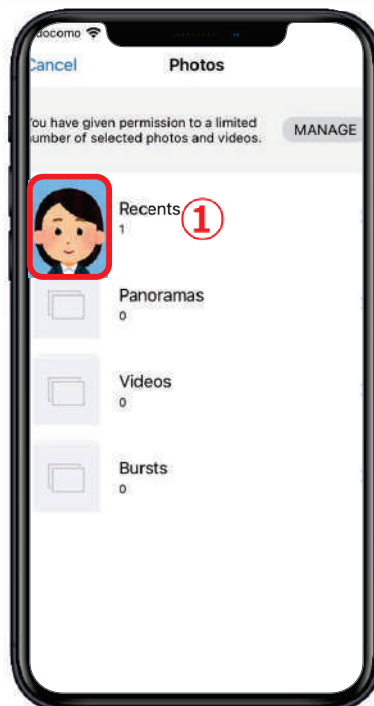 docomo
Cancel
Photos
You have given permission to a limited
number of selected photos and videos.
MANAGE
Recents
1
①
Panoramas
0
Videos
0
Bursts
0